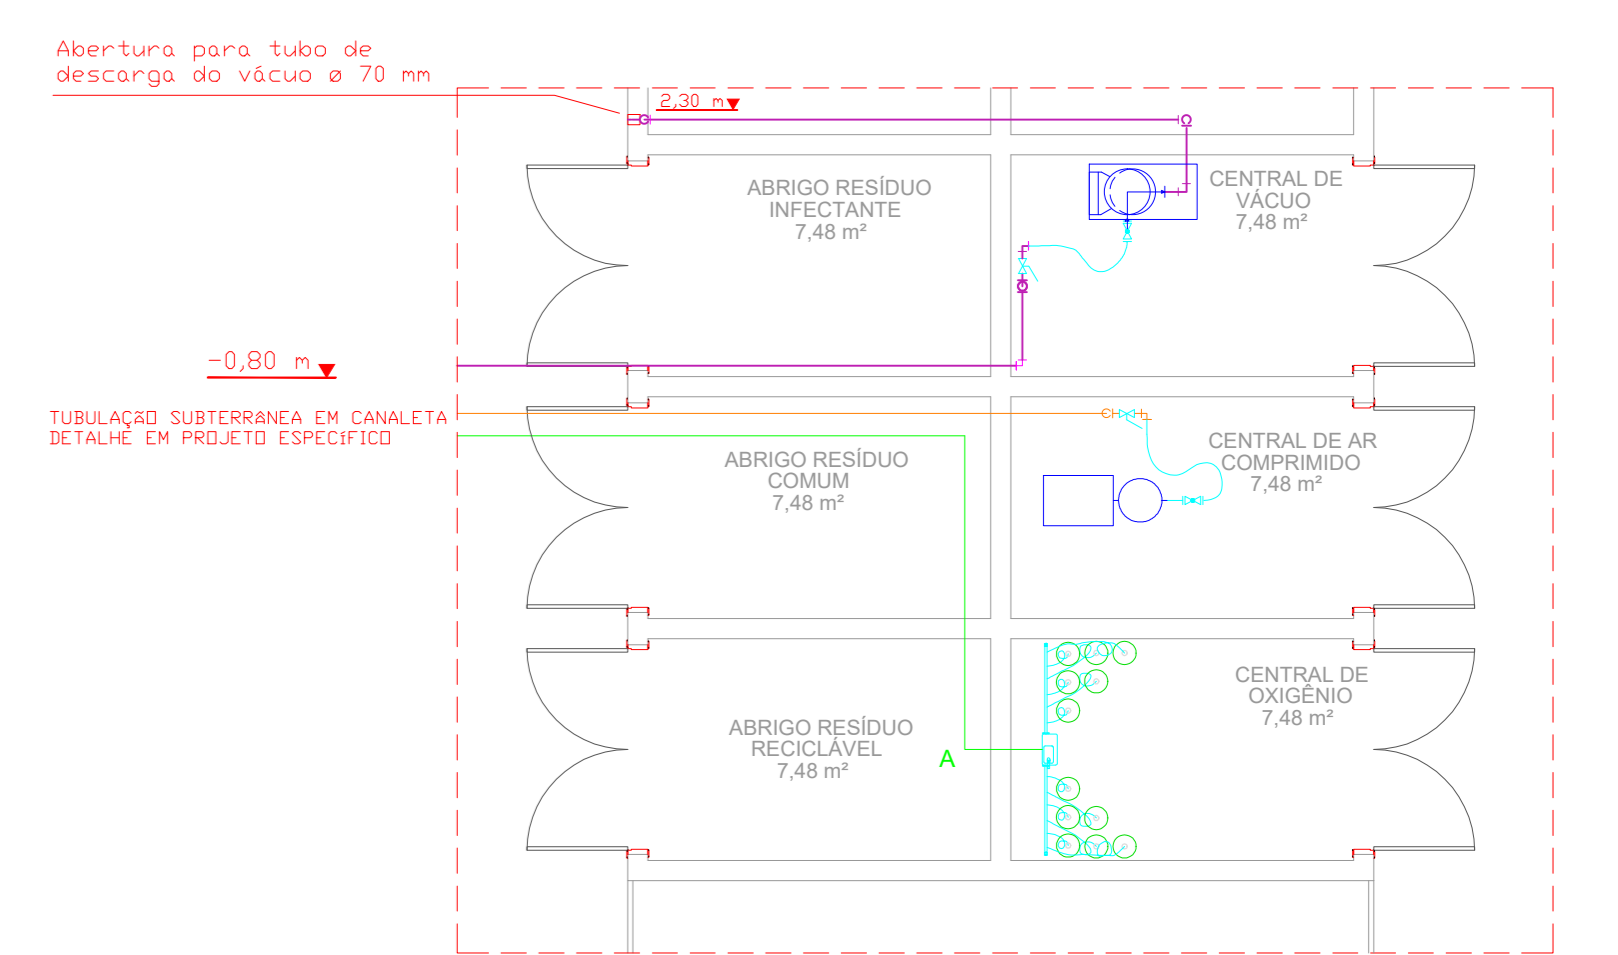 Abertura para tubo de
descarga do vácuo ø 70 mm
2,30 m
ABRIGO RESÍDUO
INFECTANTE
7,48 m²
CENTRAL DE
VÁCUO
7,48 m²
-0,80 m
TUBULAÇÃO SUBTERRÂNEA EM CANALETA
DETALHE EM PROJETO ESPECÍFICO
ABRIGO RESÍDUO
COMUM
7,48 m²
CENTRAL DE AR
COMPRIMIDO
7,48 m²
ABRIGO RESÍDUO
RECICLÁVEL
7,48 m²
A
CENTRAL DE
OXIGÊNIO
7,48 m²